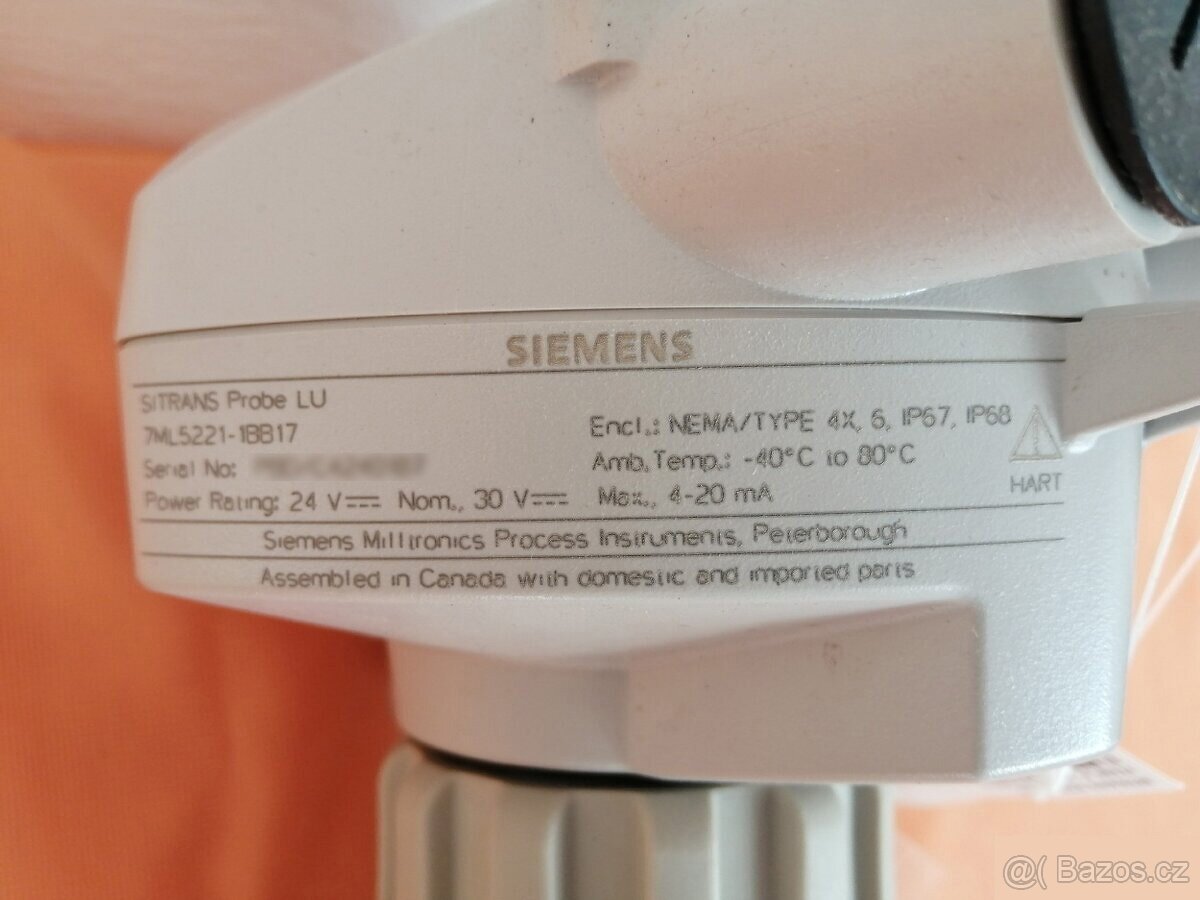 SIEMENS
SITRANS Probe LU
7ML5221-1BB17
Serial No:
Power Rating: 24 V⎓ Nom., 30 V⎓ Max., 4-20 mA
Encl.: NEMA/TYPE 4X, 6, IP67, IP68
Amb. Temp.: -40°C to 80°C
HART
Siemens Milltronics Process Instruments, Peterborough
Assembled in Canada with domestic and imported parts
@( Bazos.cz